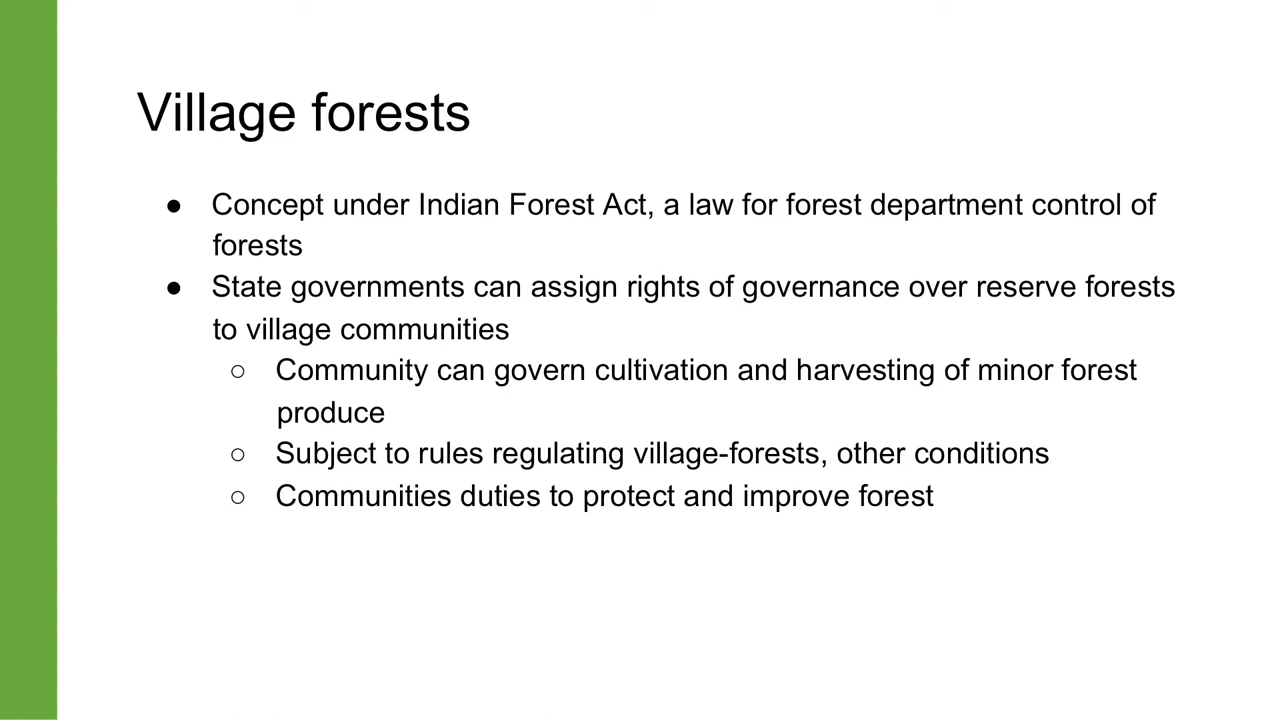 Village forests
● Concept under Indian Forest Act, a law for forest department control of
forests
● State governments can assign rights of governance over reserve forests
to village communities
○ Community can govern cultivation and harvesting of minor forest
produce
○ Subject to rules regulating village-forests, other conditions
○ Communities duties to protect and improve forest